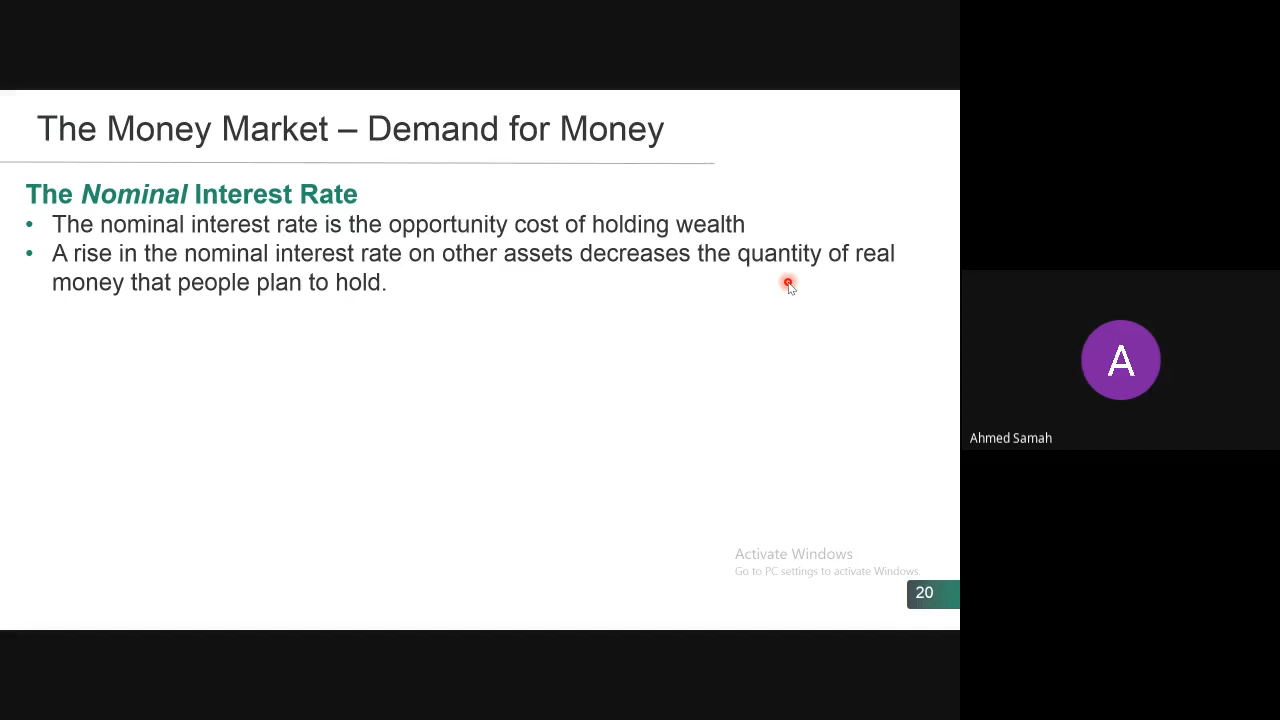 The Money Market – Demand for Money
The Nominal Interest Rate
• The nominal interest rate is the opportunity cost of holding wealth
• A rise in the nominal interest rate on other assets decreases the quantity of real
money that people plan to hold.
A
Ahmed Samah
Activate Windows
Go to PC settings to activate Windows.
20